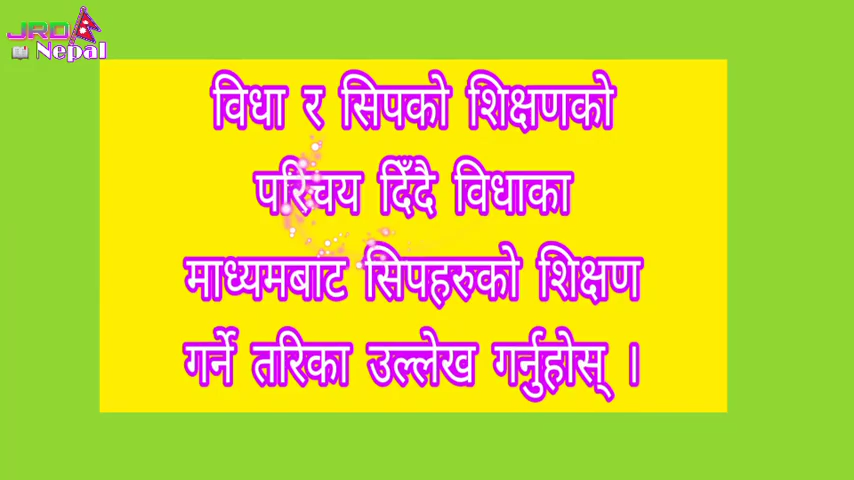 JRD
Nepal
विधा र सिपको शिक्षणको
परिचय दिँदै विधाका
माध्यमबाट सिपहरुको शिक्षण
गर्ने तरिका उल्लेख गर्नुहोस् ।